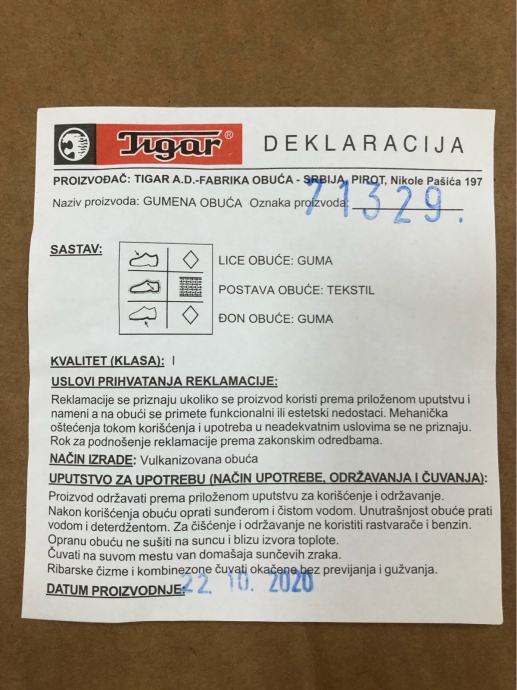 Tigar® DEKLARACIJA
PROIZVOĐAČ: TIGAR A.D.-FABRIKA OBUĆA - SRBIJA, PIROT, Nikole Pašića 197
Naziv proizvoda: GUMENA OBUĆA Oznaka proizvoda: 71329.
SASTAV:
LICE OBUĆE: GUMA
POSTAVA OBUĆE: TEKSTIL
ĐON OBUĆE: GUMA
KVALITET (KLASA): I
USLOVI PRIHVATANJA REKLAMACIJE:
Reklamacije se priznaju ukoliko se proizvod koristi prema priloženom uputstvu i
nameni a na obući se primete funkcionalni ili estetski nedostaci. Mehanička
oštećenja tokom korišćenja i upotreba u neadekvatnim uslovima se ne priznaju.
Rok za podnošenje reklamacije prema zakonskim odredbama.
NAČIN IZRADE: Vulkanizovana obuća
UPUTSTVO ZA UPOTREBU (NAČIN UPOTREBE, ODRŽAVANJA I ČUVANJA):
Proizvod održavati prema priloženom uputstvu za korišćenje i održavanje.
Nakon korišćenja obuću oprati sunđerom i čistom vodom. Unutrašnjost obuće prati
vodom i deterdžentom. Za čišćenje i održavanje ne koristiti rastvarače i benzin.
Opranu obuću ne sušiti na suncu i blizu izvora toplote.
Čuvati na suvom mestu van domašaja sunčevih zraka.
Ribarske čizme i kombinezone čuvati okačene bez previjanja i gužvanja.
DATUM PROIZVODNJE: 22. 10. 2020